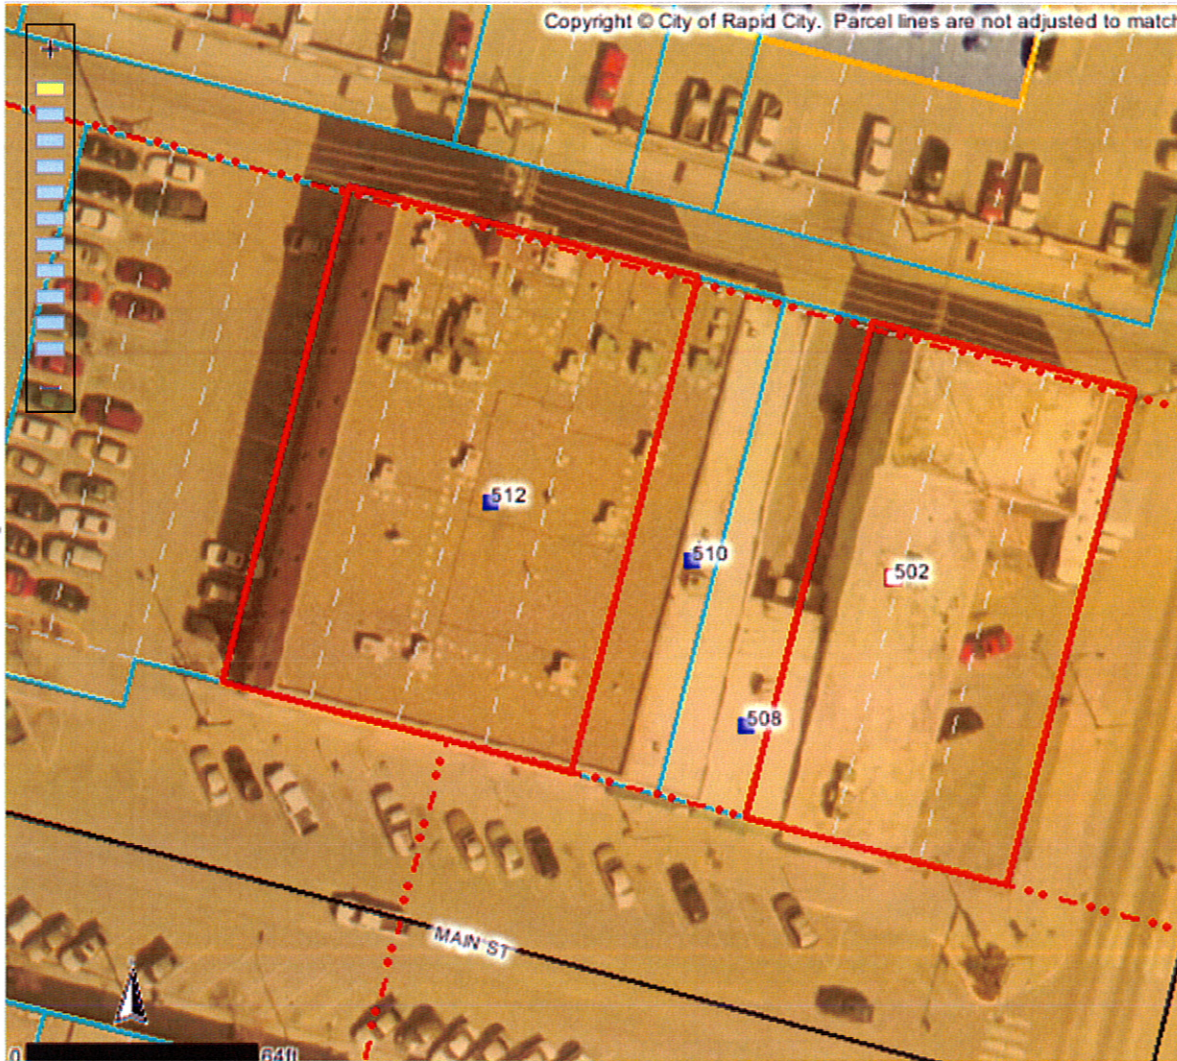 Copyright © City of Rapid City. Parcel lines are not adjusted to match
512
510
502
508
MAIN ST
0 64ft